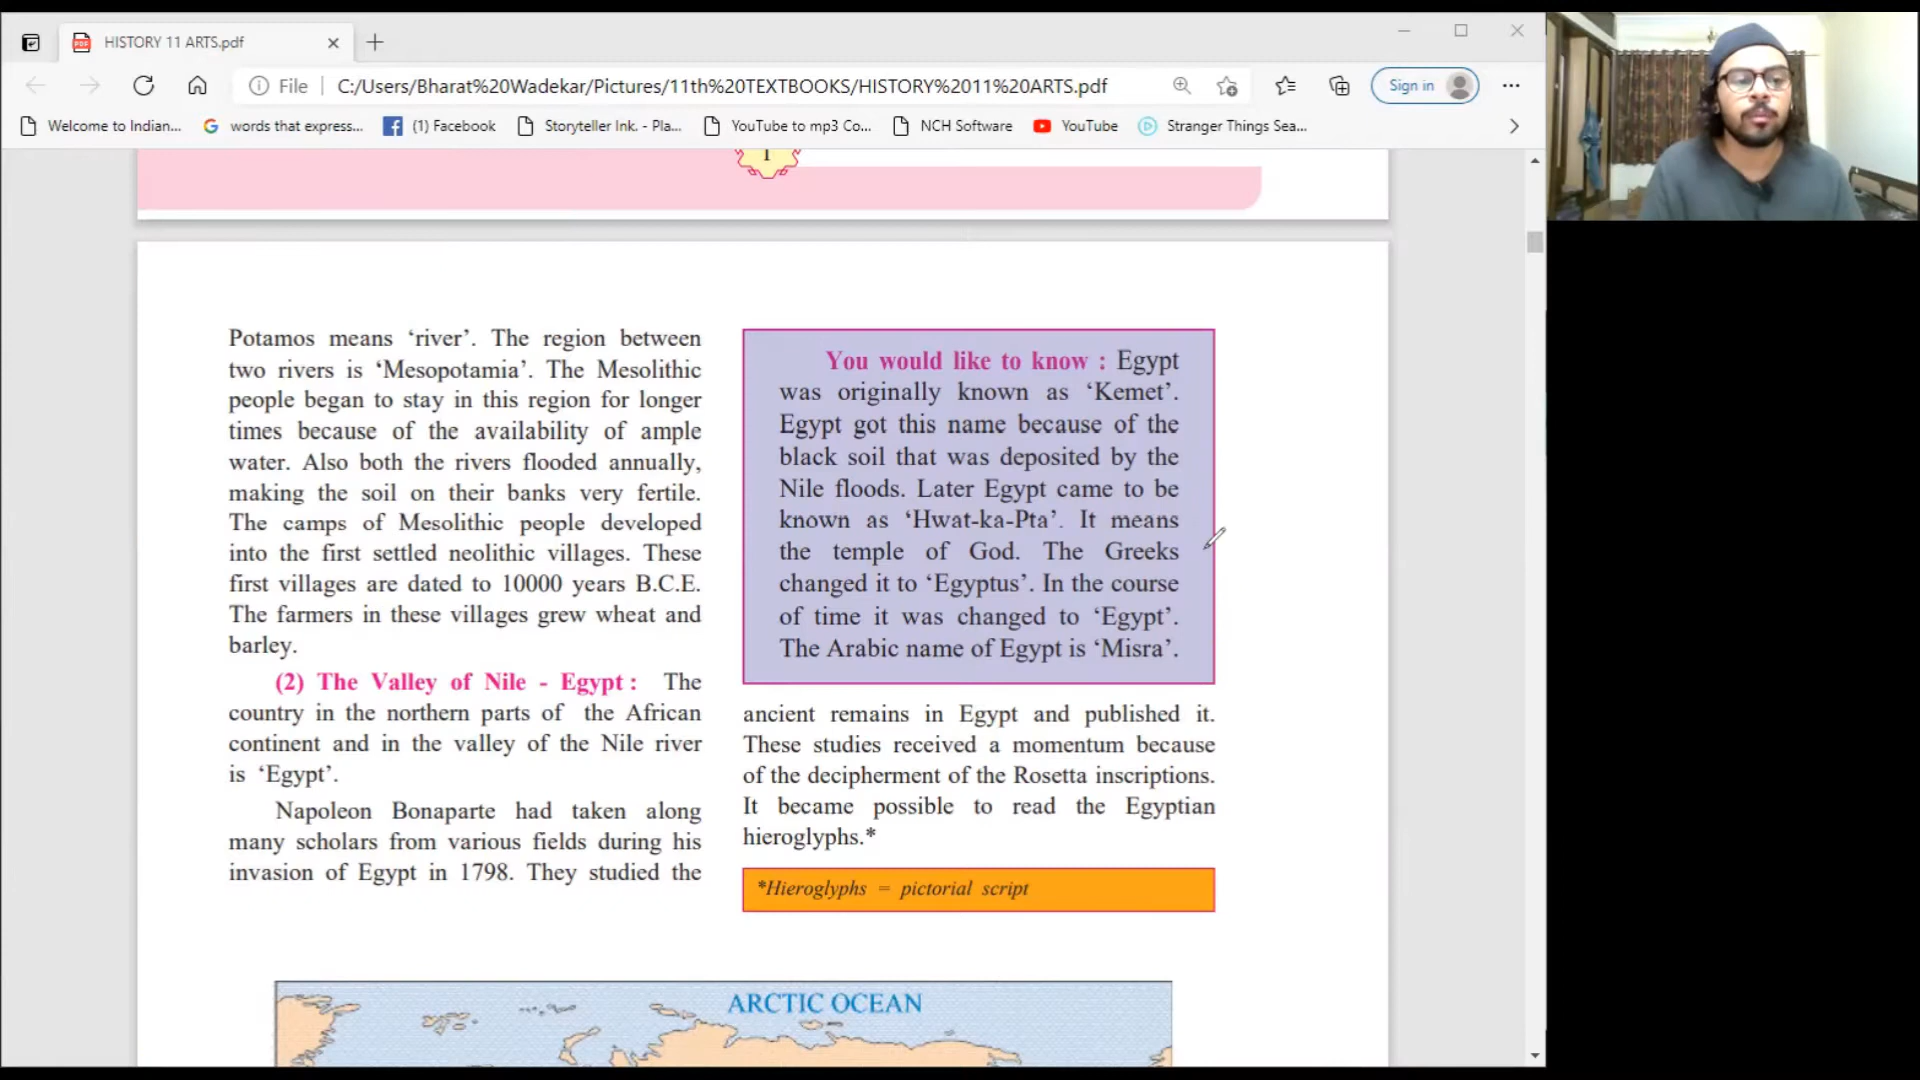 HISTORY 11 ARTS.pdf
File
C:/Users/Bharat%20Wadekar/Pictures/11th%20TEXTBOOKS/HISTORY%2011%20ARTS.pdf
Sign in
Welcome to Indian...
words that express...
(1) Facebook
Storyteller Ink. - Pla...
YouTube to mp3 Co...
NCH Software
YouTube
Stranger Things Sea...
1
Potamos means ‘river’. The region between
two rivers is ‘Mesopotamia’. The Mesolithic
people began to stay in this region for longer
times because of the availability of ample
water. Also both the rivers flooded annually,
making the soil on their banks very fertile.
The camps of Mesolithic people developed
into the first settled neolithic villages. These
first villages are dated to 10000 years B.C.E.
The farmers in these villages grew wheat and
barley.
(2) The Valley of Nile - Egypt : The
country in the northern parts of the African
continent and in the valley of the Nile river
is ‘Egypt’.
Napoleon Bonaparte had taken along
many scholars from various fields during his
invasion of Egypt in 1798. They studied the
You would like to know : Egypt
was originally known as ‘Kemet’.
Egypt got this name because of the
black soil that was deposited by the
Nile floods. Later Egypt came to be
known as ‘Hwat-ka-Pta’. It means
the temple of God. The Greeks
changed it to ‘Egyptus’. In the course
of time it was changed to ‘Egypt’.
The Arabic name of Egypt is ‘Misra’.
ancient remains in Egypt and published it.
These studies received a momentum because
of the decipherment of the Rosetta inscriptions.
It became possible to read the Egyptian
hieroglyphs.*
*Hieroglyphs = pictorial script
ARCTIC OCEAN